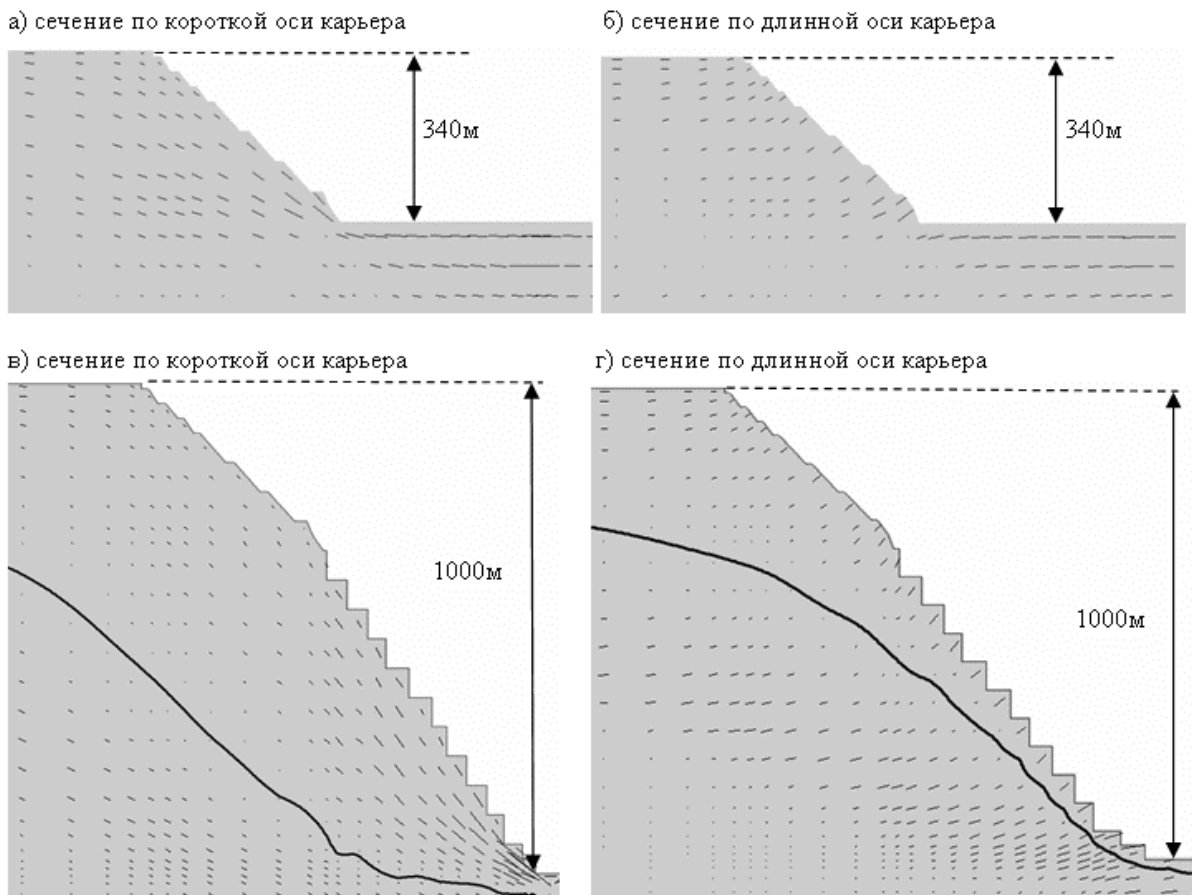 а) сечение по короткой оси карьера
б) сечение по длинной оси карьера
340м
340м
в) сечение по короткой оси карьера
г) сечение по длинной оси карьера
1000м
1000м